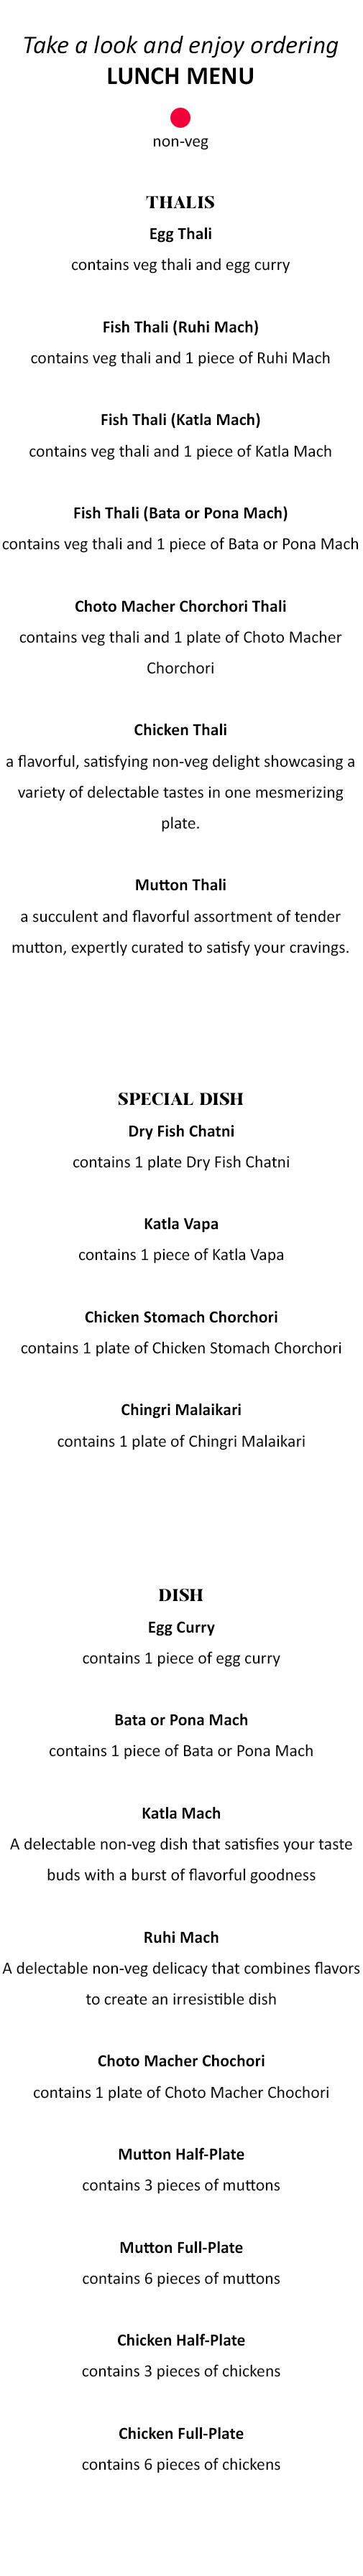 Take a look and enjoy ordering
LUNCH MENU
non-veg
THALIS
Egg Thali
contains veg thali and egg curry
Fish Thali (Ruhi Mach)
contains veg thali and 1 piece of Ruhi Mach
Fish Thali (Katla Mach)
contains veg thali and 1 piece of Katla Mach
Fish Thali (Bata or Pona Mach)
contains veg thali and 1 piece of Bata or Pona Mach
Choto Macher Chorchori Thali
contains veg thali and 1 plate of Choto Macher
Chorchori
Chicken Thali
a flavorful, satisfying non-veg delight showcasing a
variety of delectable tastes in one mesmerizing
plate.
Mutton Thali
a succulent and flavorful assortment of tender
mutton, expertly curated to satisfy your cravings.
SPECIAL DISH
Dry Fish Chatni
contains 1 plate Dry Fish Chatni
Katla Vapa
contains 1 piece of Katla Vapa
Chicken Stomach Chorchori
contains 1 plate of Chicken Stomach Chorchori
Chingri Malaikari
contains 1 plate of Chingri Malaikari
DISH
Egg Curry
contains 1 piece of egg curry
Bata or Pona Mach
contains 1 piece of Bata or Pona Mach
Katla Mach
A delectable non-veg dish that satisfies your taste
buds with a burst of flavorful goodness
Ruhi Mach
A delectable non-veg delicacy that combines flavors
to create an irresistible dish
Choto Macher Chochori
contains 1 plate of Choto Macher Chochori
Mutton Half-Plate
contains 3 pieces of muttons
Mutton Full-Plate
contains 6 pieces of muttons
Chicken Half-Plate
contains 3 pieces of chickens
Chicken Full-Plate
contains 6 pieces of chickens